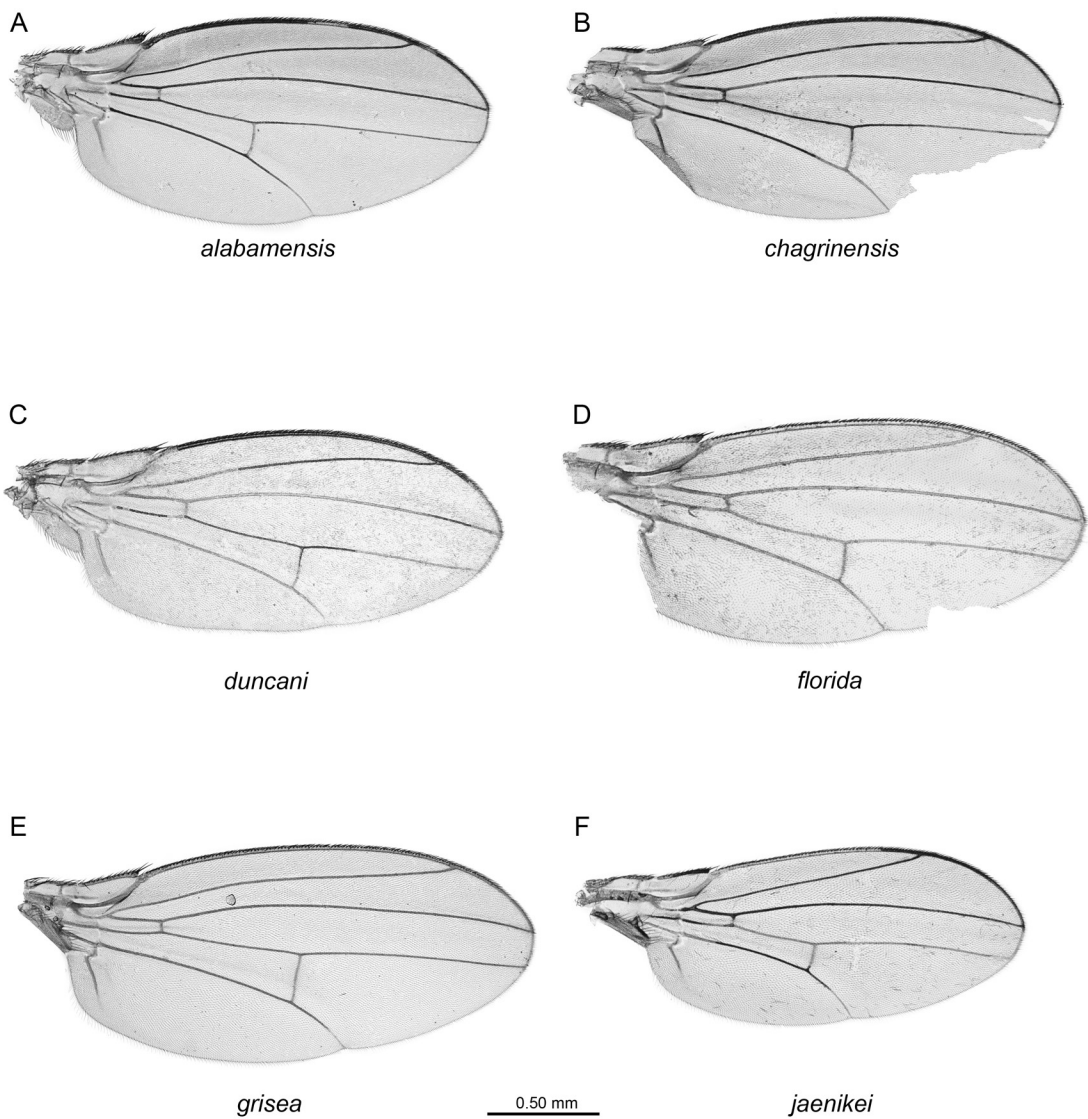 A
B
alabamensis
chagrinensis
C
D
duncani
florida
E
F
grisea
0.50 mm
jaenikei